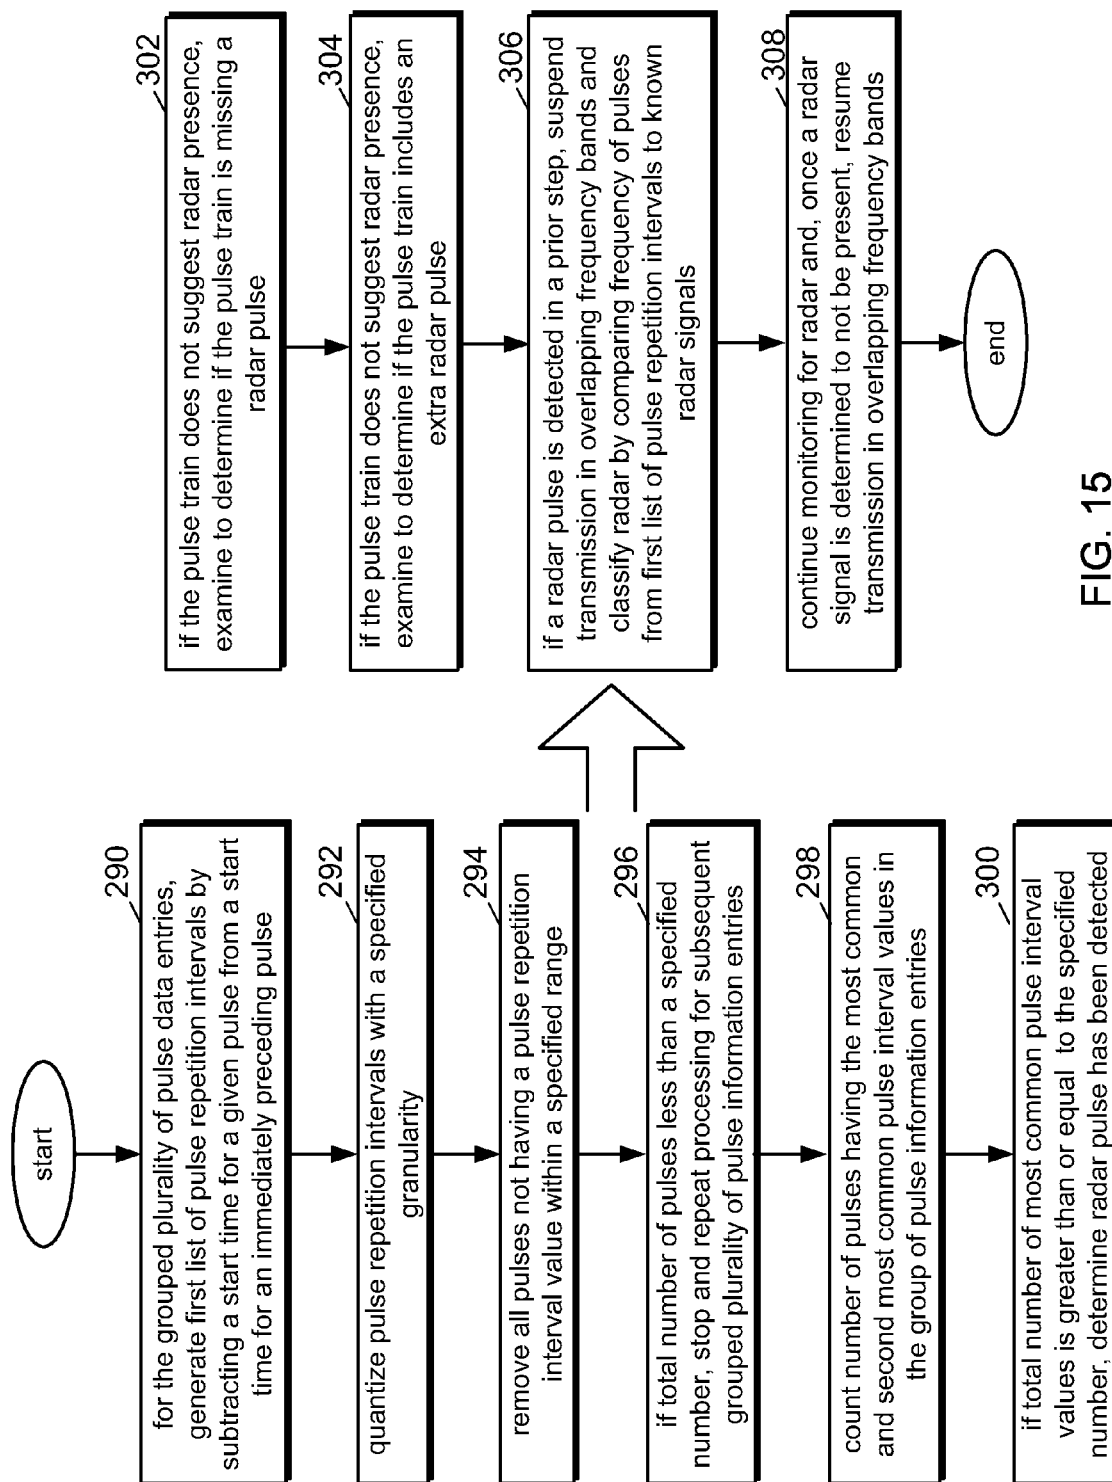 start
290
for the grouped plurality of pulse data entries,
generate first list of pulse repetition intervals by
subtracting a start time for a given pulse from a start
time for an immediately preceding pulse
292
quantize pulse repetition intervals with a specified
granularity
294
remove all pulses not having a pulse repetition
interval value within a specified range
296
if total number of pulses less than a specified
number, stop and repeat processing for subsequent
grouped plurality of pulse information entries
298
count number of pulses having the most common
and second most common pulse interval values in
the group of pulse information entries
300
if total number of most common pulse interval
values is greater than or equal to the specified
number, determine radar pulse has been detected
302
if the pulse train does not suggest radar presence,
examine to determine if the pulse train is missing a
radar pulse
304
if the pulse train does not suggest radar presence,
examine to determine if the pulse train includes an
extra radar pulse
306
if a radar pulse is detected in a prior step, suspend
transmission in overlapping frequency bands and
classify radar by comparing frequency of pulses
from first list of pulse repetition intervals to known
radar signals
308
continue monitoring for radar and, once a radar
signal is determined to not be present, resume
transmission in overlapping frequency bands
end
FIG. 15